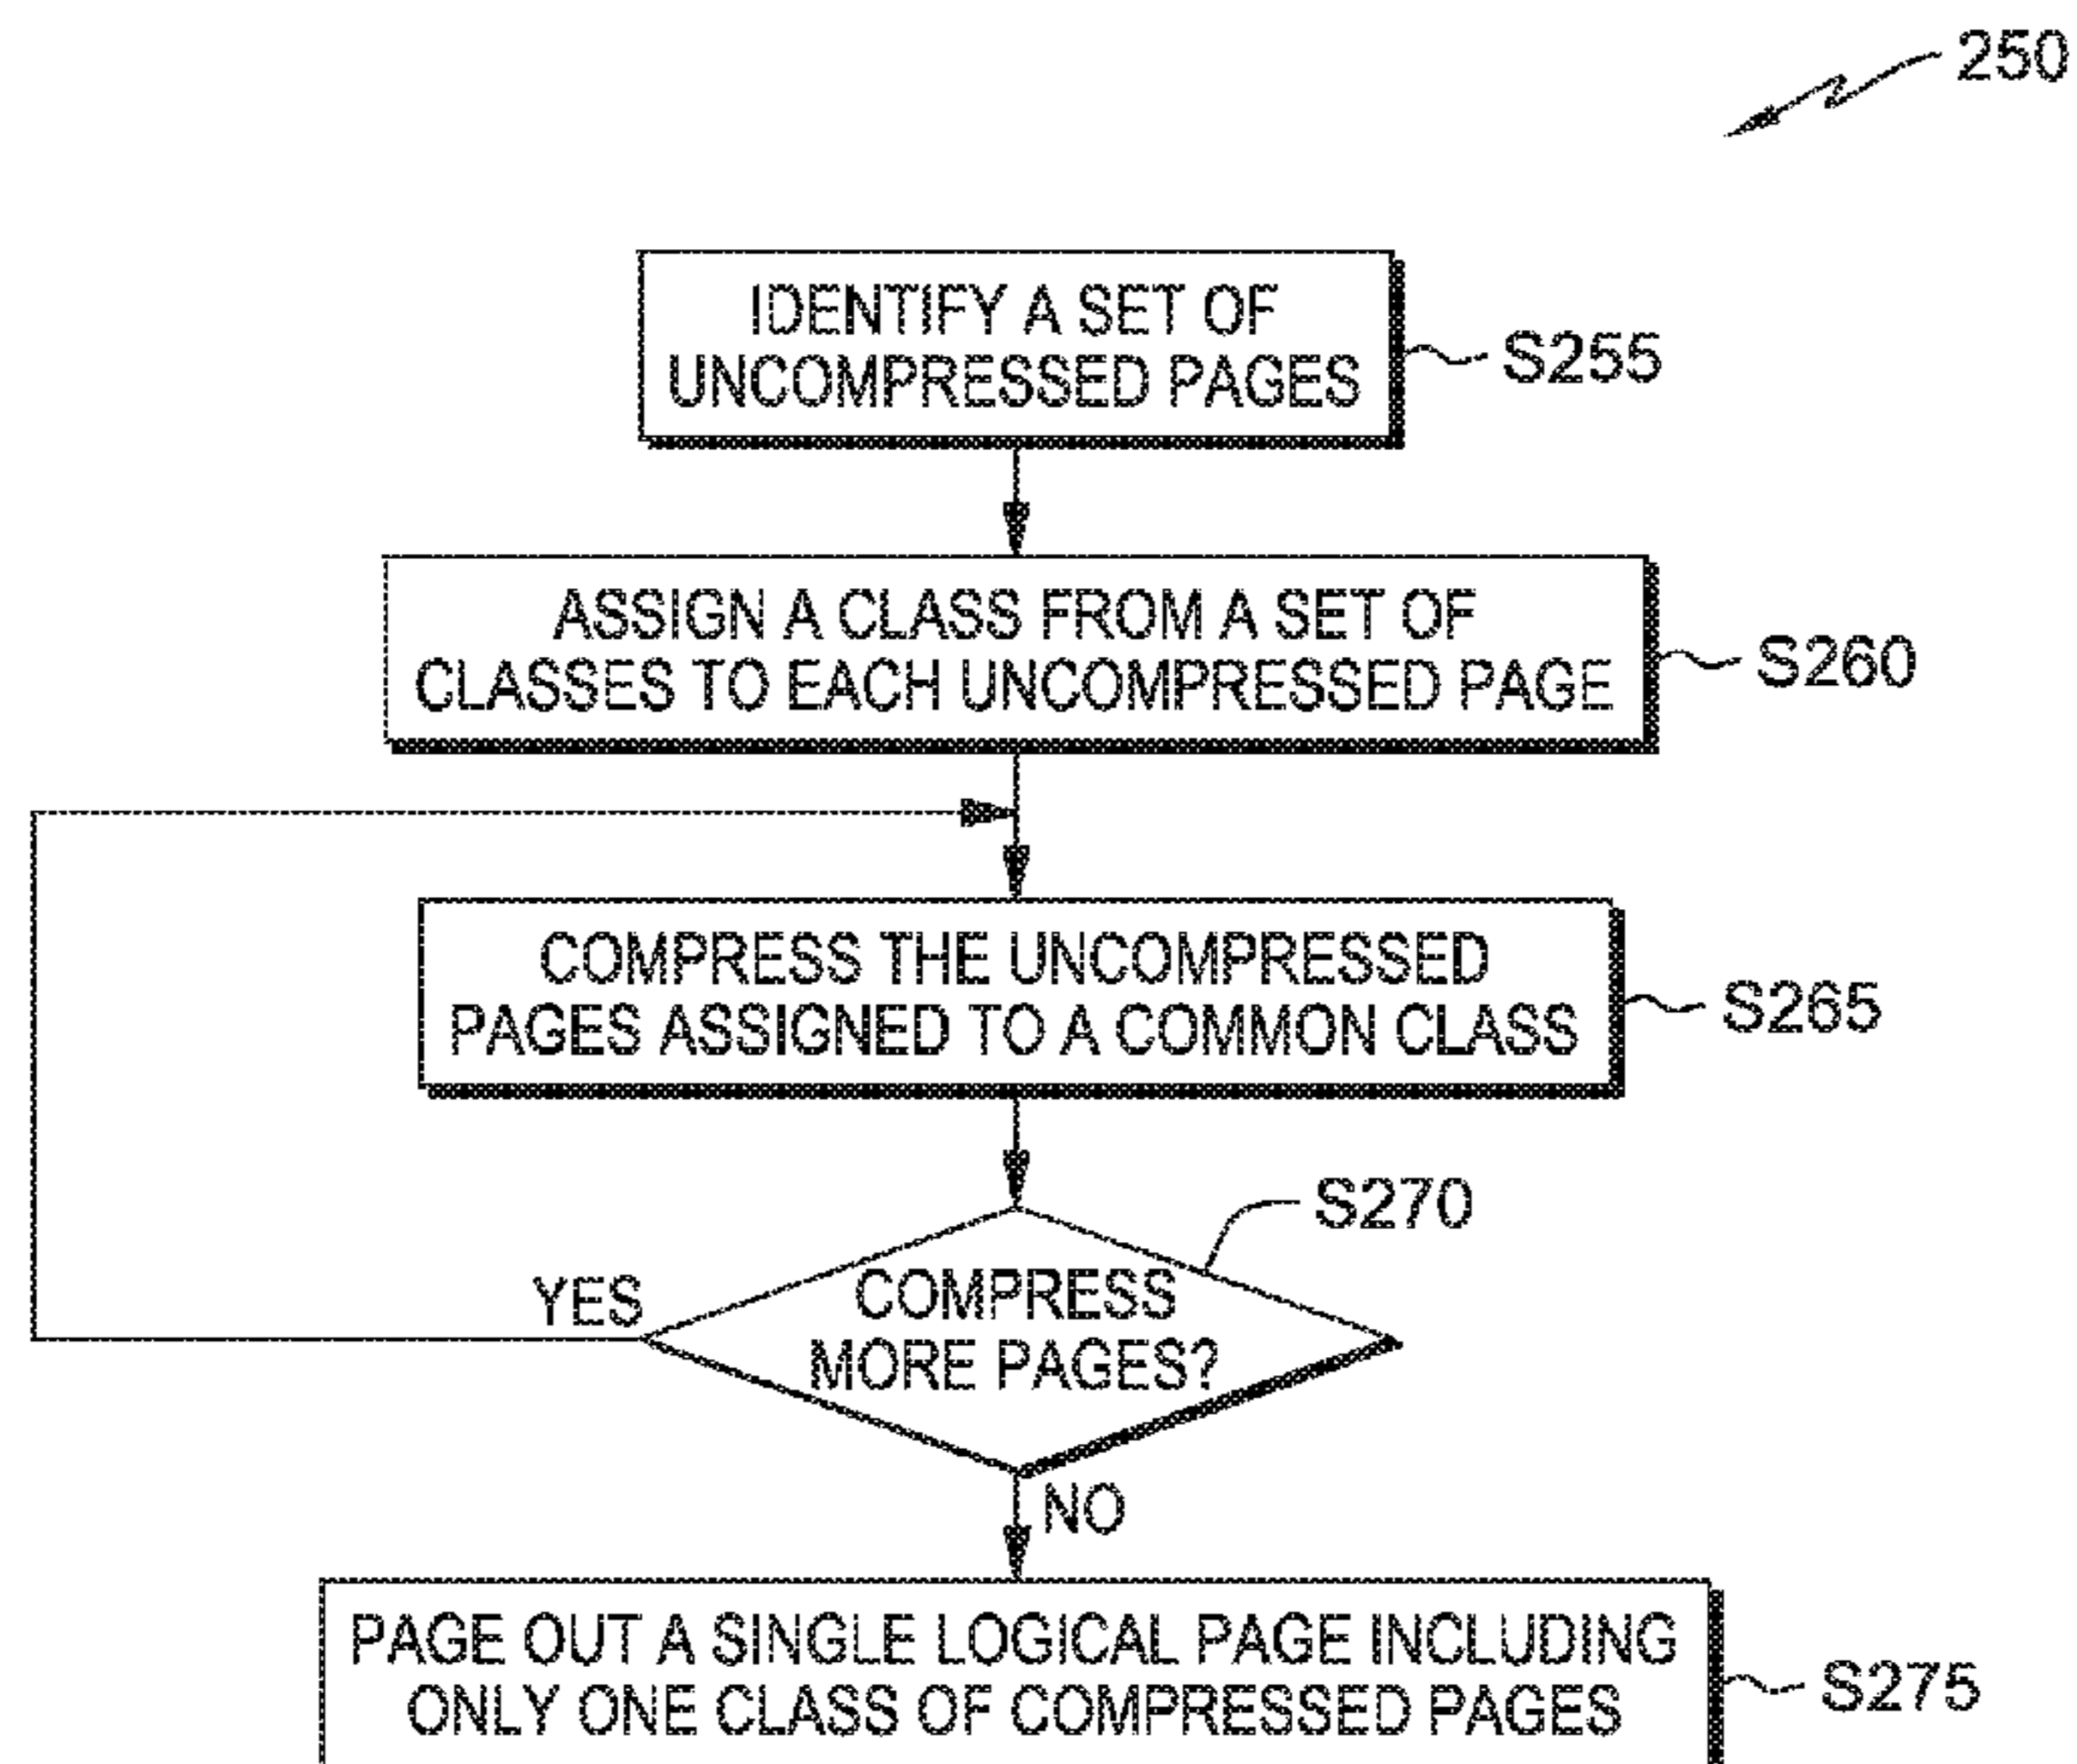 250
IDENTIFY A SET OF
UNCOMPRESSED PAGES
S255
ASSIGN A CLASS FROM A SET OF
CLASSES TO EACH UNCOMPRESSED PAGE
S260
COMPRESS THE UNCOMPRESSED
PAGES ASSIGNED TO A COMMON CLASS
S265
S270
COMPRESS
MORE PAGES?
YES
NO
PAGE OUT A SINGLE LOGICAL PAGE INCLUDING
ONLY ONE CLASS OF COMPRESSED PAGES
S275